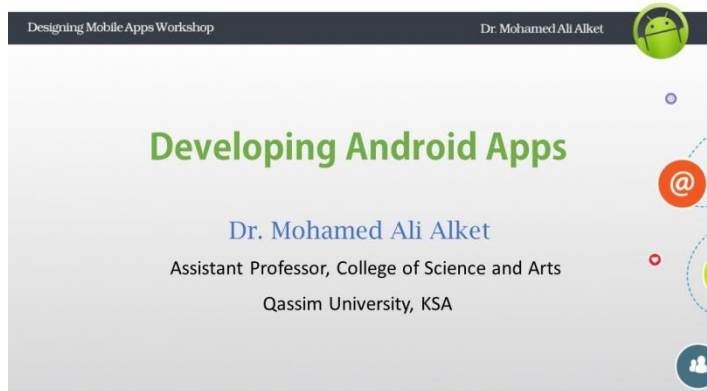 Designing Mobile Apps Workshop
Dr. Mohamed Ali Alket
Developing Android Apps
Dr. Mohamed Ali Alket
Assistant Professor, College of Science and Arts
Qassim University, KSA
@